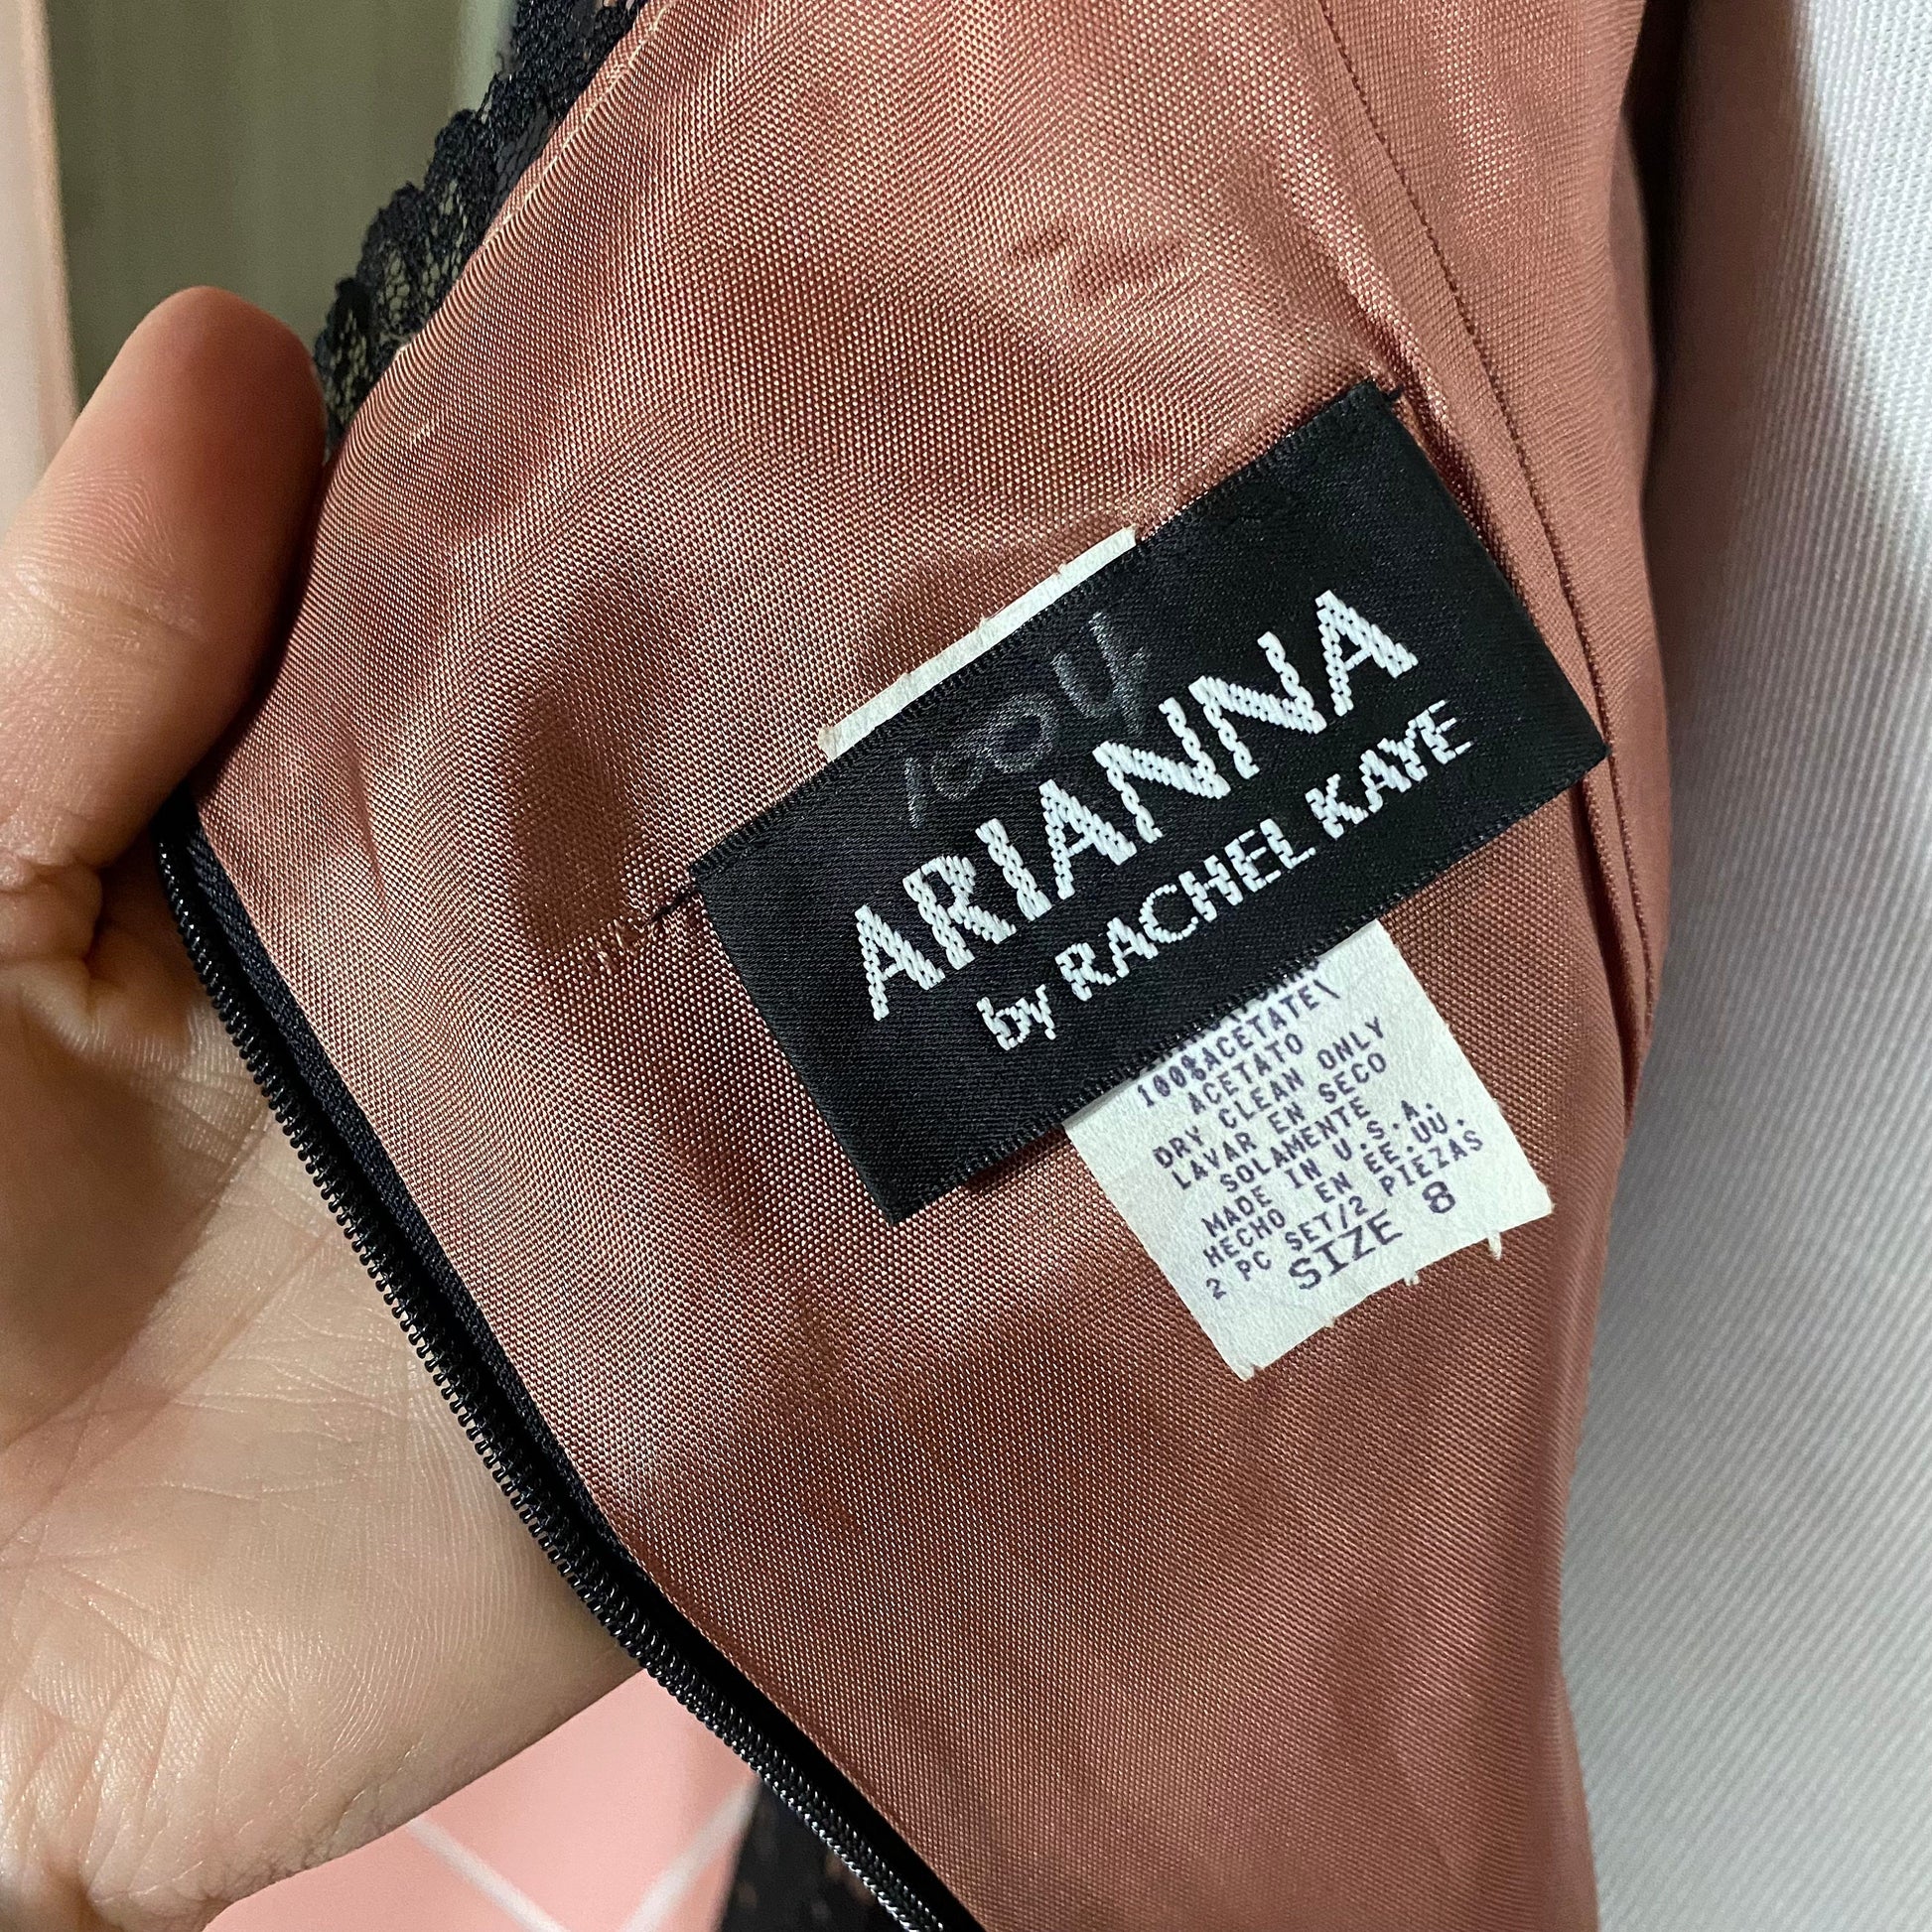 1004
ARIANNA
by RACHEL KAYE
100%ACETATE\
ACETATO
DRY CLEAN ONLY
LAVAR EN SECO
SOLAMENTE
MADE IN U.S.A.
HECHO EN EE.UU.
2 PC SET/2 PIEZAS
SIZE 8